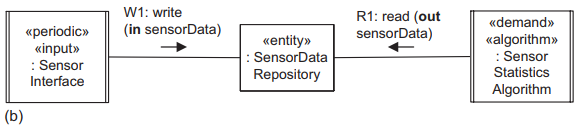 W1: write
(in sensorData)
R1: read (out
sensorData)
«periodic»
«input»
: Sensor
Interface
«entity»
: SensorData
Repository
«demand»
«algorithm»
: Sensor
Statistics
Algorithm
(b)